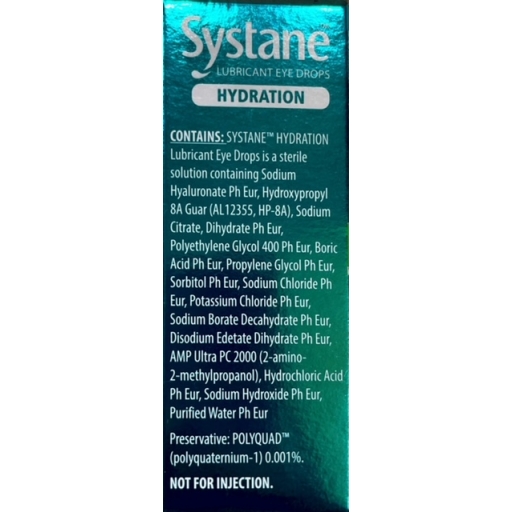 Systane
LUBRICANT EYE DROPS
HYDRATION
CONTAINS: SYSTANE™ HYDRATION
Lubricant Eye Drops is a sterile
solution containing Sodium
Hyaluronate Ph Eur, Hydroxypropyl
8A Guar (AL12355, HP-8A), Sodium
Citrate, Dihydrate Ph Eur,
Polyethylene Glycol 400 Ph Eur, Boric
Acid Ph Eur, Propylene Glycol Ph Eur,
Sorbitol Ph Eur, Sodium Chloride Ph
Eur, Potassium Chloride Ph Eur,
Sodium Borate Decahydrate Ph Eur,
Disodium Edetate Dihydrate Ph Eur,
AMP Ultra PC 2000 (2-amino-
2-methylpropanol), Hydrochloric Acid
Ph Eur, Sodium Hydroxide Ph Eur,
Purified Water Ph Eur
Preservative: POLYQUAD™
(polyquaternium-1) 0.001%.
NOT FOR INJECTION.